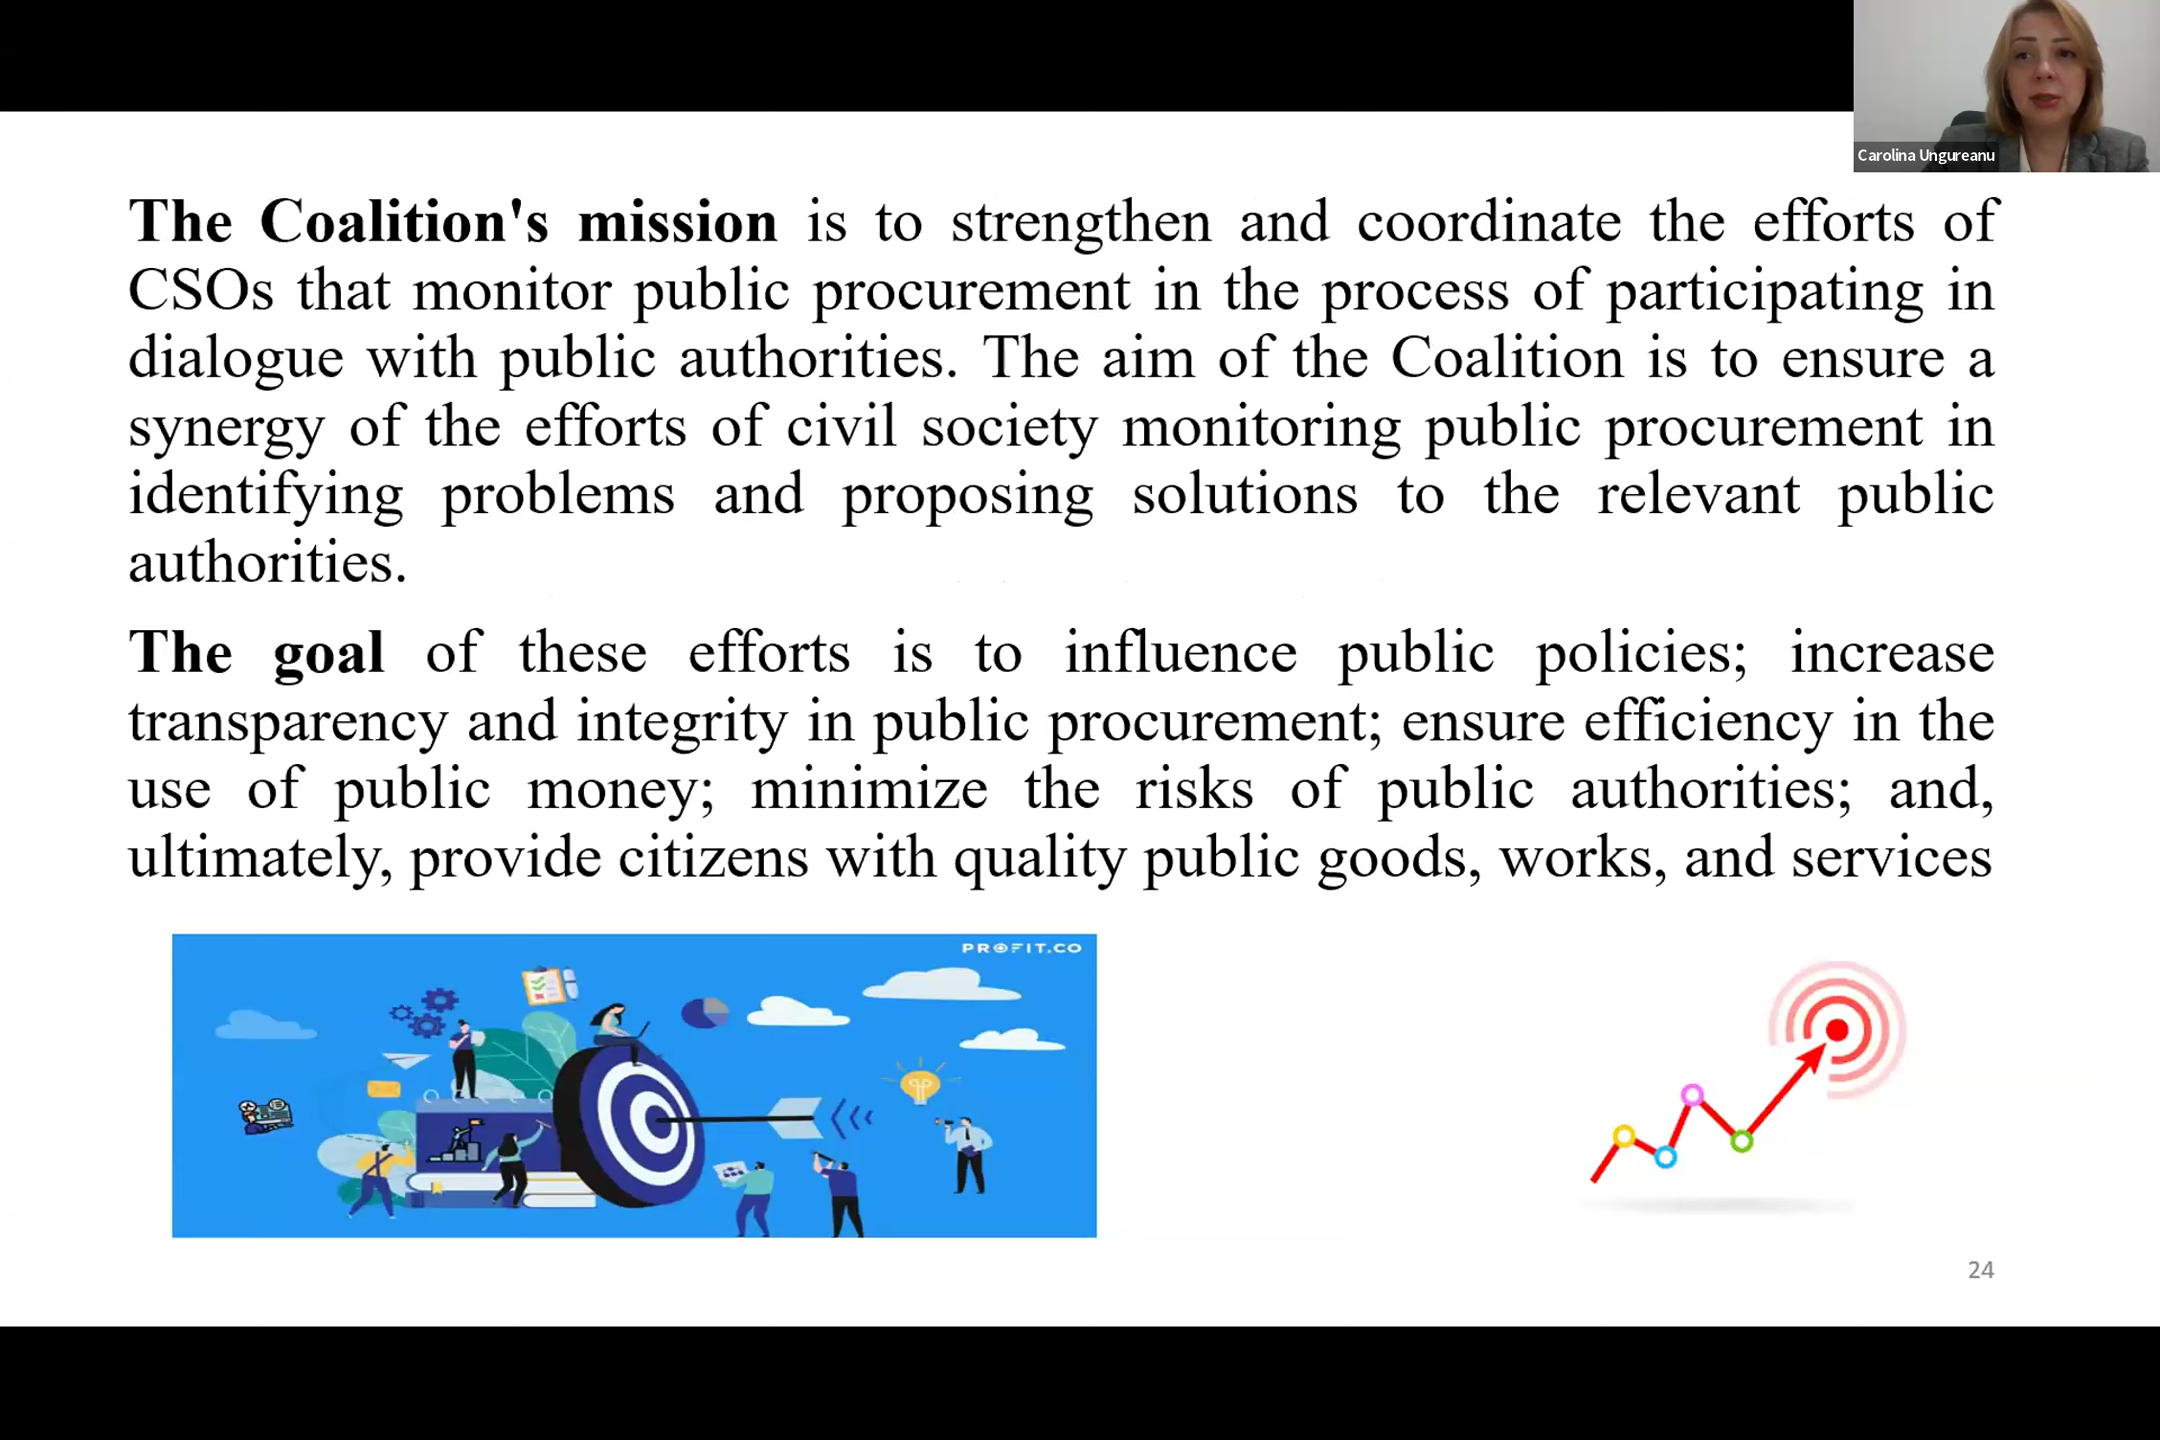 Carolina Ungureanu
The Coalition's mission is to strengthen and coordinate the efforts of
CSOs that monitor public procurement in the process of participating in
dialogue with public authorities. The aim of the Coalition is to ensure a
synergy of the efforts of civil society monitoring public procurement in
identifying problems and proposing solutions to the relevant public
authorities.
The goal of these efforts is to influence public policies; increase
transparency and integrity in public procurement; ensure efficiency in the
use of public money; minimize the risks of public authorities; and,
ultimately, provide citizens with quality public goods, works, and services
PROFIT.CO
24